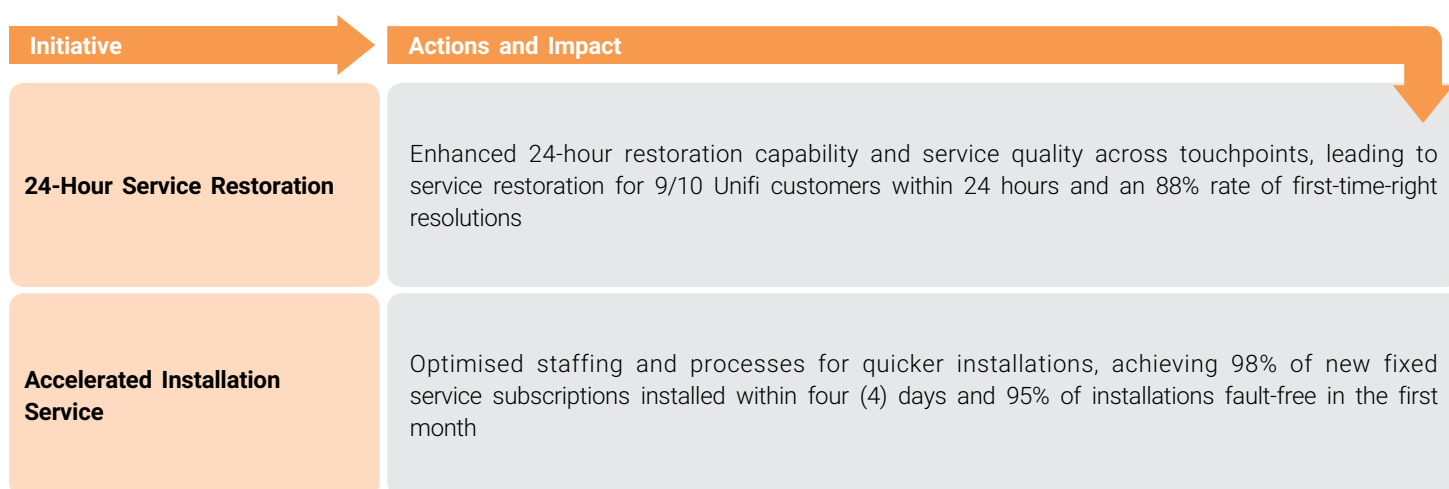 Initiative
Actions and Impact
24-Hour Service Restoration
Enhanced 24-hour restoration capability and service quality across touchpoints, leading to
service restoration for 9/10 Unifi customers within 24 hours and an 88% rate of first-time-right
resolutions
Accelerated Installation
Service
Optimised staffing and processes for quicker installations, achieving 98% of new fixed
service subscriptions installed within four (4) days and 95% of installations fault-free in the first
month